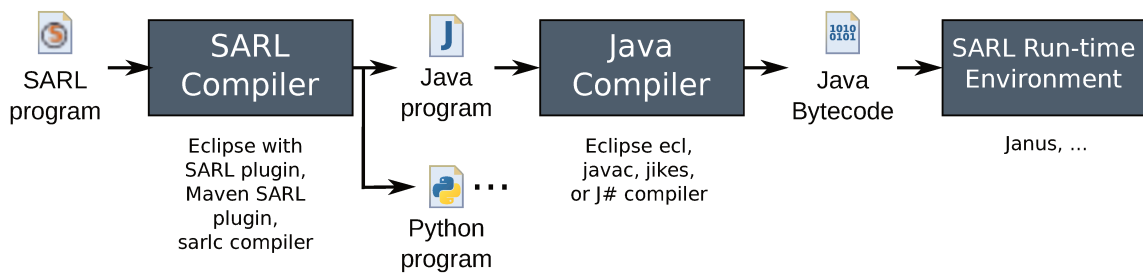 SARL
program
SARL
Compiler
Eclipse with
SARL plugin,
Maven SARL
plugin,
sarlc compiler
J
Java
program
Python
program
...
Java
Compiler
Eclipse ecl,
javac, jikes,
or J# compiler
1010
0101
Java
Bytecode
SARL Run-time
Environment
Janus, ...